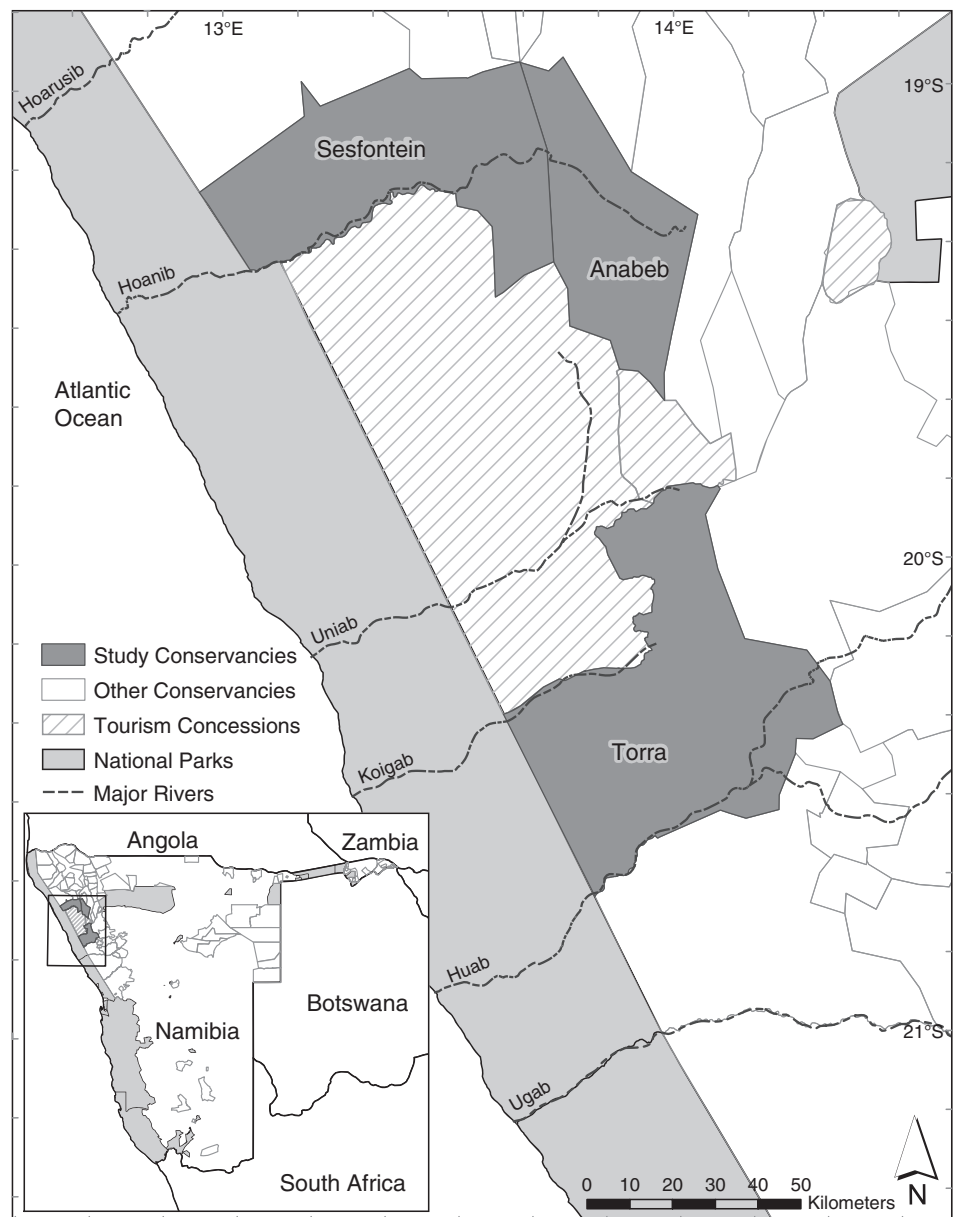 13°E
14°E
19°S
Hoarusib
Sesfontein
Hoanib
Anabeb
Atlantic
Ocean
20°S
Uniab
Study Conservancies
Other Conservancies
Tourism Concessions
National Parks
Major Rivers
Koigab
Torra
Angola
Zambia
Huab
Botswana
Namibia
21°S
Ugab
South Africa
0 10 20 30 40 50
Kilometers
N